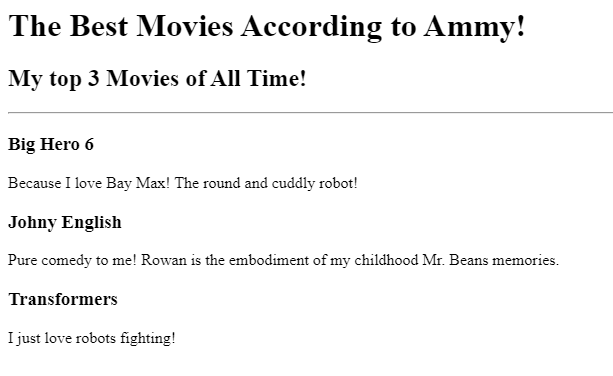 The Best Movies According to Ammy!
My top 3 Movies of All Time!
Big Hero 6
Because I love Bay Max! The round and cuddly robot!
Johny English
Pure comedy to me! Rowan is the embodiment of my childhood Mr. Beans memories.
Transformers
I just love robots fighting!